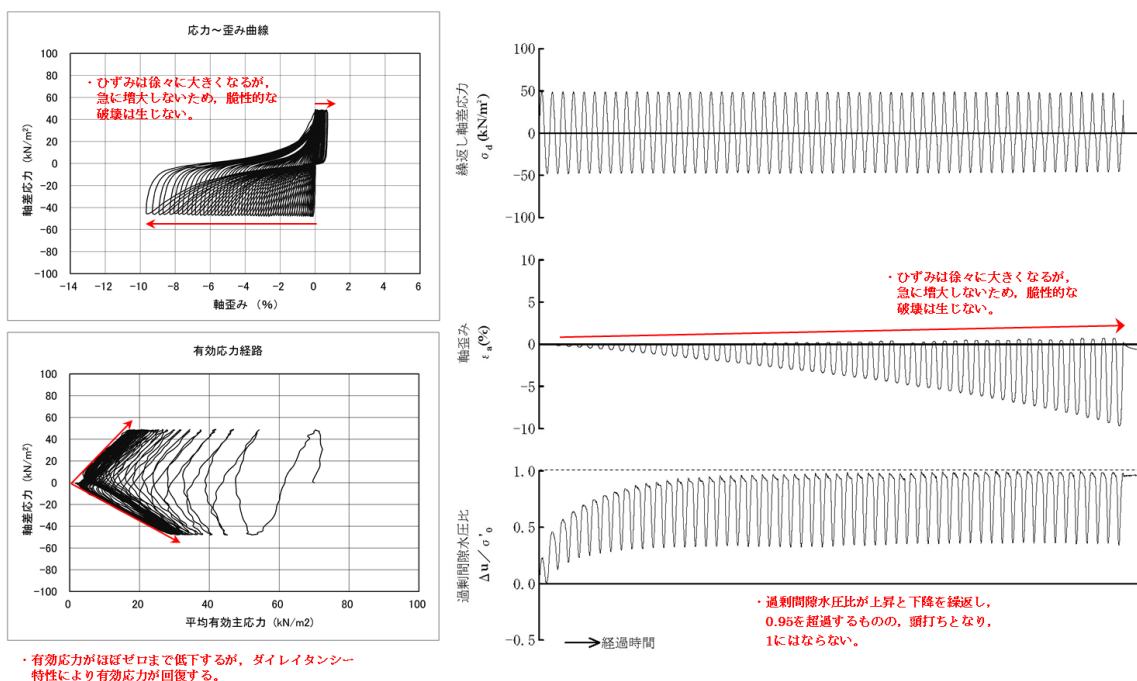 応力～歪み曲線
・ひずみは徐々に大きくなるが，
急に増大しないため，脆性的な
破壊は生じない。
軸差応力 (kN/m²)
100
80
60
40
20
0
-20
-40
-60
-80
-100
-14 -12 -10 -8 -6 -4 -2 0 2 4 6
軸歪み （%）
有効応力経路
軸差応力 (kN/m²)
100
80
60
40
20
0
-20
-40
-60
-80
-100
0 20 40 60 80 100
平均有効主応力 (kN/m2)
・有効応力がほぼゼロまで低下するが，ダイレイタンシー
特性により有効応力が回復する。
繰返し軸差応力
σd (kN/m²)
100
50
0
-50
-100
軸歪み
εa(%)
10
5
0
-5
-10
・ひずみは徐々に大きくなるが，
急に増大しないため，脆性的な
破壊は生じない。
過剰間隙水圧比
Δu／σ'0
1.0
0.5
0.0
-0.5
・過剰間隙水圧比が上昇と下降を繰返し，
0.95を超過するものの，頭打ちとなり，
1にはならない。
経過時間